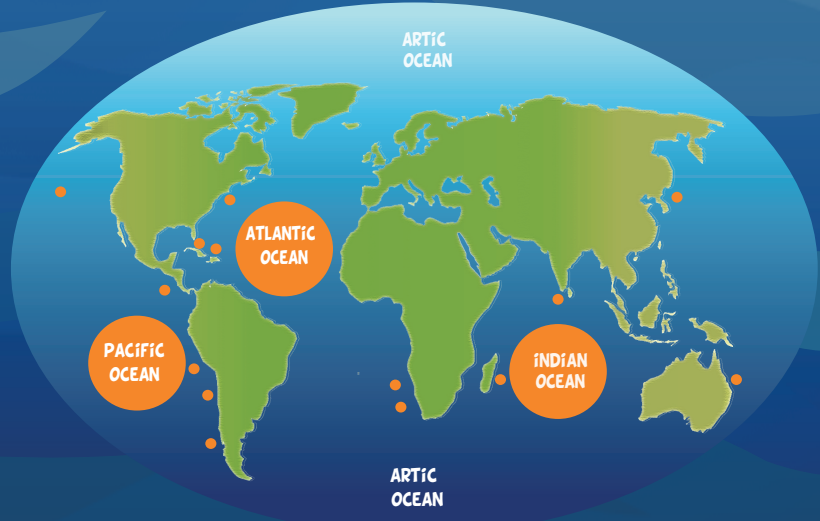 ARTIC
OCEAN
ATLANTIC
OCEAN
PACIFIC
OCEAN
INDIAN
OCEAN
ARTIC
OCEAN